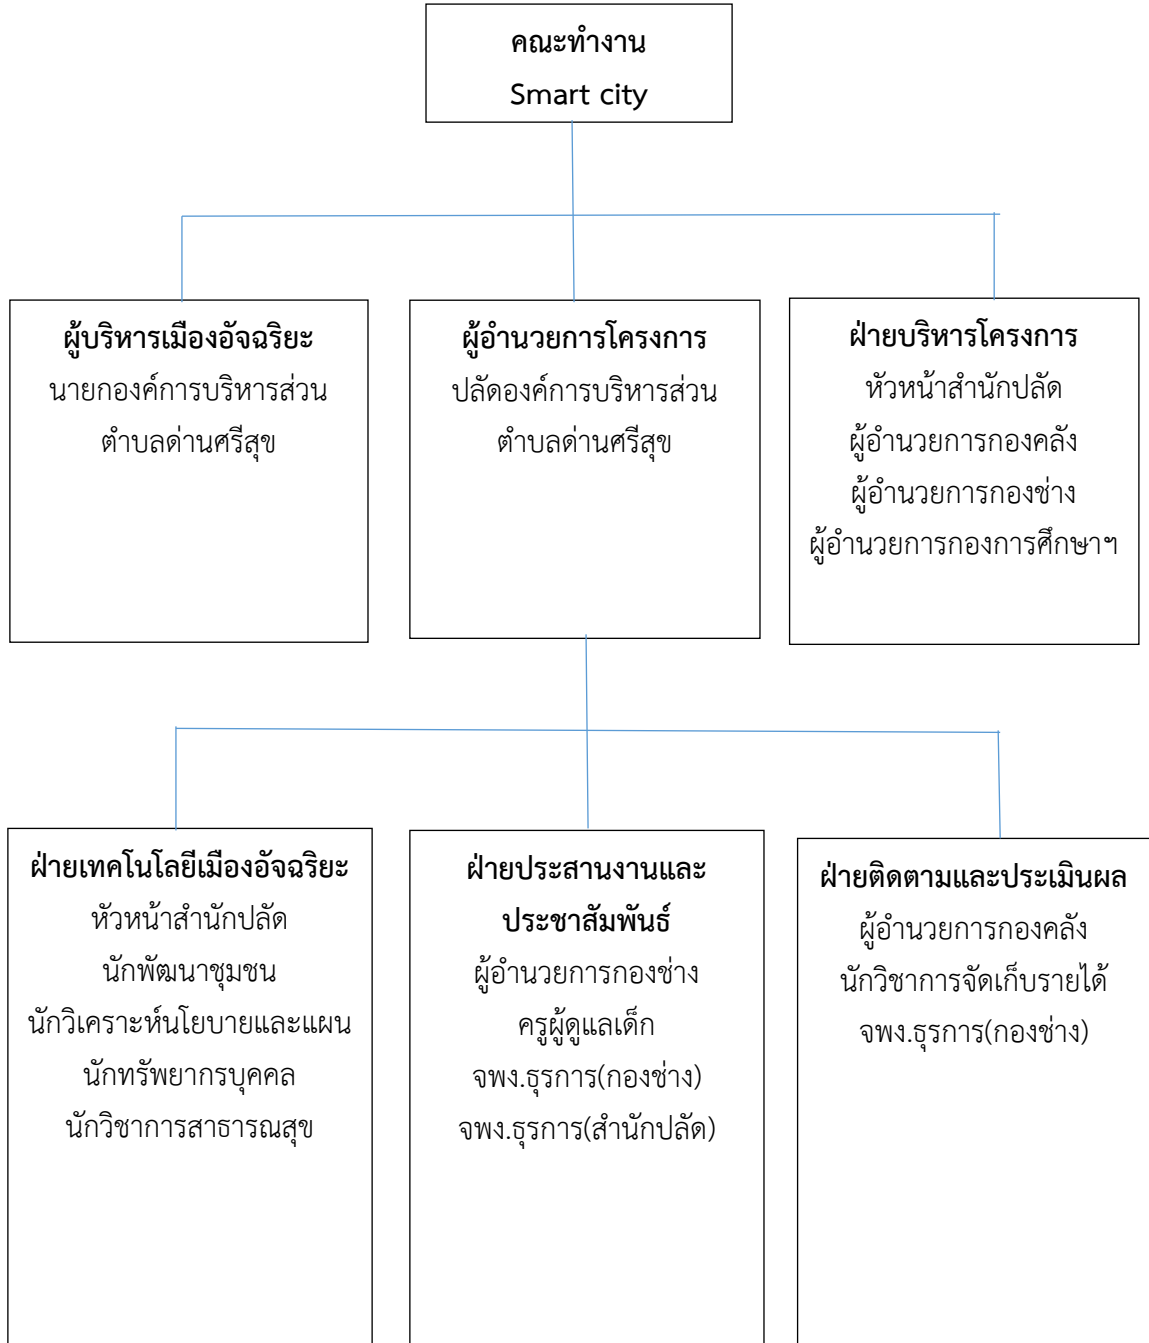 คณะทำงาน
Smart city
ผู้บริหารเมืองอัจฉริยะ
นายกองค์การบริหารส่วน
ตำบลด่านศรีสุข
ผู้อำนวยการโครงการ
ปลัดองค์การบริหารส่วน
ตำบลด่านศรีสุข
ฝ่ายบริหารโครงการ
หัวหน้าสำนักปลัด
ผู้อำนวยการกองคลัง
ผู้อำนวยการกองช่าง
ผู้อำนวยการกองการศึกษาฯ
ฝ่ายเทคโนโลยีเมืองอัจฉริยะ
หัวหน้าสำนักปลัด
นักพัฒนาชุมชน
นักวิเคราะห์นโยบายและแผน
นักทรัพยากรบุคคล
นักวิชาการสาธารณสุข
ฝ่ายประสานงานและ
ประชาสัมพันธ์
ผู้อำนวยการกองช่าง
ครูผู้ดูแลเด็ก
จพง.ธุรการ(กองช่าง)
จพง.ธุรการ(สำนักปลัด)
ฝ่ายติดตามและประเมินผล
ผู้อำนวยการกองคลัง
นักวิชาการจัดเก็บรายได้
จพง.ธุรการ(กองช่าง)